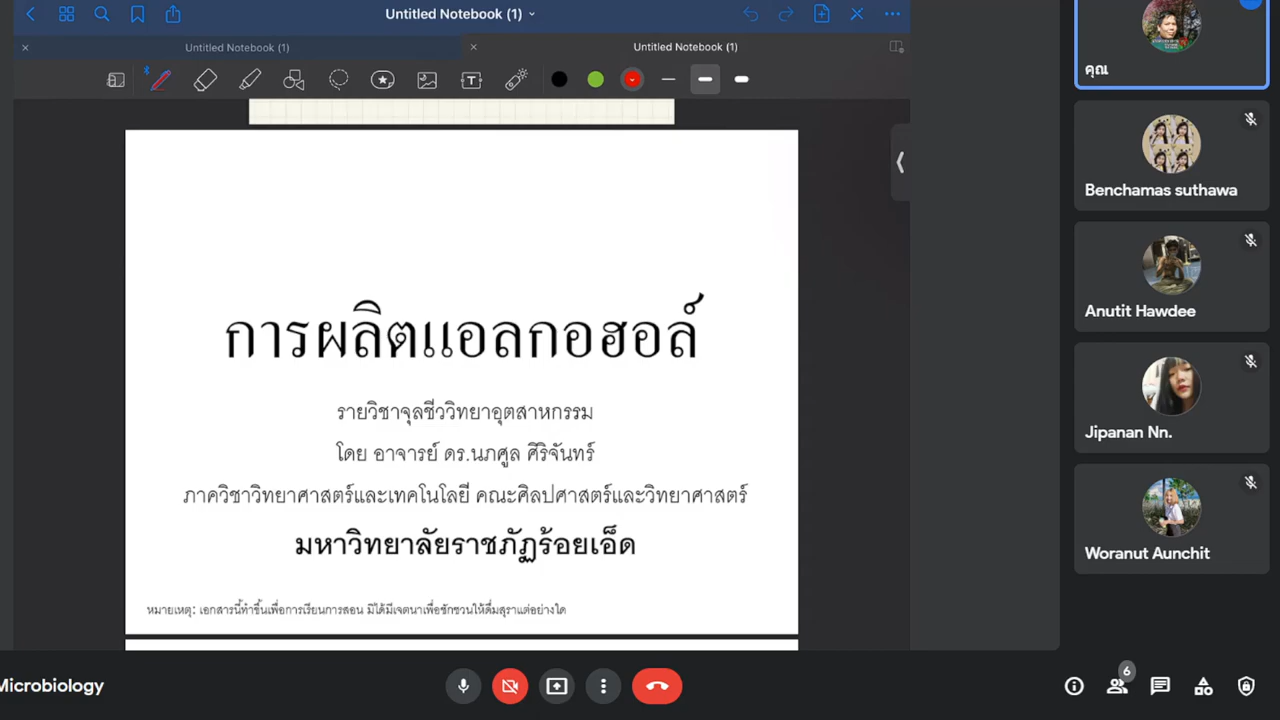 Untitled Notebook (1)
Untitled Notebook (1)
Untitled Notebook (1)
การผลิตแอลกอฮอล์
รายวิชาจุลชีววิทยาอุตสาหกรรม
โดย อาจารย์ ดร.นภศูล ศิริจันทร์
ภาควิชาวิทยาศาสตร์และเทคโนโลยี คณะศิลปศาสตร์และวิทยาศาสตร์
มหาวิทยาลัยราชภัฏร้อยเอ็ด
หมายเหตุ: เอกสารนี้ทำขึ้นเพื่อการเรียนการสอน มิได้มีเจตนาเพื่อชักชวนให้ดื่มสุราแต่อย่างใด
คุณ
Benchamas suthawa
Anutit Hawdee
Jipanan Nn.
Woranut Aunchit
Microbiology
6